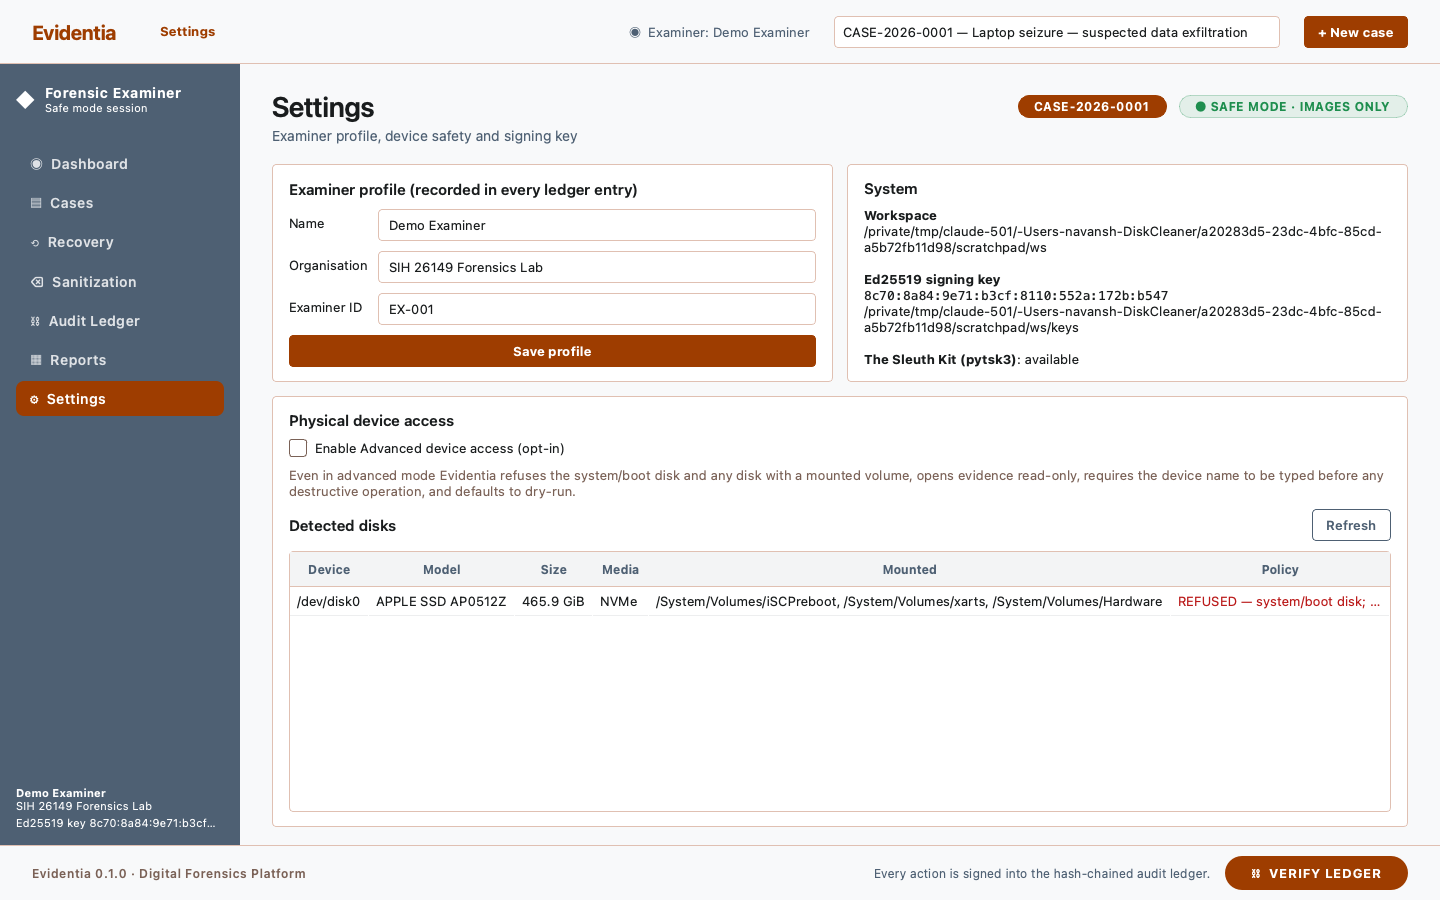 Evidentia
Settings
Examiner: Demo Examiner
CASE-2026-0001 — Laptop seizure — suspected data exfiltration
+ New case
Forensic Examiner
Safe mode session
Dashboard
Cases
Recovery
Sanitization
Audit Ledger
Reports
Settings
Demo Examiner
SIH 26149 Forensics Lab
Ed25519 key 8c70:8a84:9e71:b3cf...
Settings
Examiner profile, device safety and signing key
CASE-2026-0001
SAFE MODE · IMAGES ONLY
Examiner profile (recorded in every ledger entry)
Name
Demo Examiner
Organisation
SIH 26149 Forensics Lab
Examiner ID
EX-001
Save profile
System
Workspace
/private/tmp/claude-501/-Users-navansh-DiskCleaner/a20283d5-23dc-4bfc-85cd-
a5b72fb11d98/scratchpad/ws
Ed25519 signing key
8c70:8a84:9e71:b3cf:8110:552a:172b:b547
/private/tmp/claude-501/-Users-navansh-DiskCleaner/a20283d5-23dc-4bfc-85cd-
a5b72fb11d98/scratchpad/ws/keys
The Sleuth Kit (pytsk3): available
Physical device access
Enable Advanced device access (opt-in)
Even in advanced mode Evidentia refuses the system/boot disk and any disk with a mounted volume, opens evidence read-only, requires the device name to be typed before any
destructive operation, and defaults to dry-run.
Detected disks
Refresh
Device Model Size Media Mounted Policy
/dev/disk0 APPLE SSD AP0512Z 465.9 GiB NVMe /System/Volumes/iSCPreboot, /System/Volumes/xarts, /System/Volumes/Hardware REFUSED — system/boot disk; ...
Evidentia 0.1.0 · Digital Forensics Platform
Every action is signed into the hash-chained audit ledger.
VERIFY LEDGER